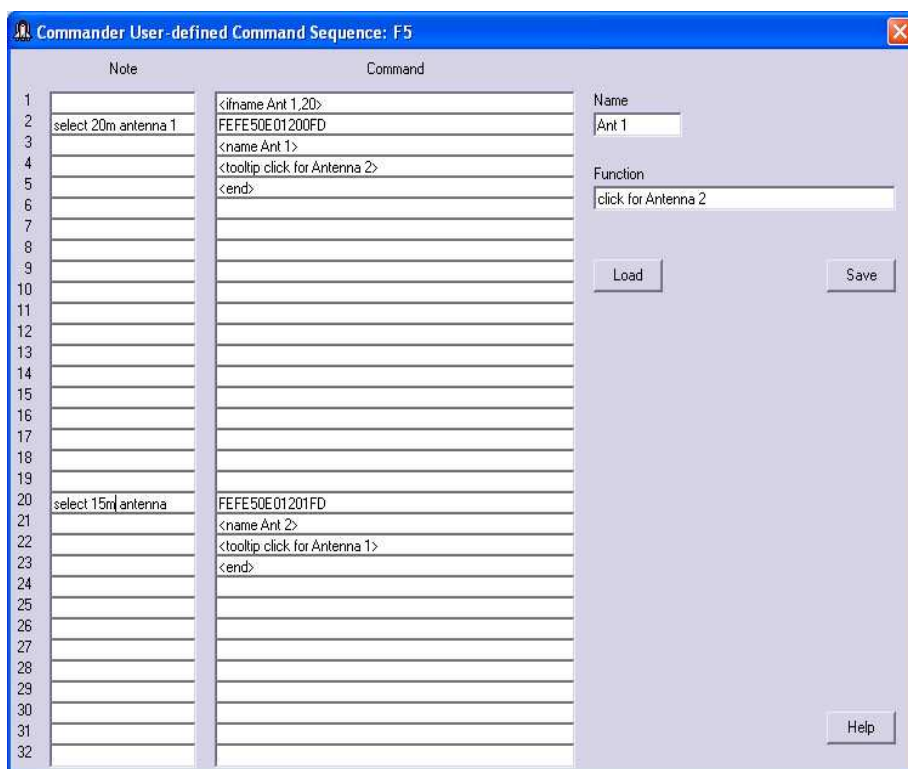 Commander User-defined Command Sequence: F5
Note Command
1 <ifname Ant 1,20> Name
2 select 20m antenna 1 FEFE50E01200FD Ant 1
3 <name Ant 1>
4 <tooltip click for Antenna 2> Function
5 <end> click for Antenna 2
6
7
8
9 Load Save
10
11
12
13
14
15
16
17
18
19
20 select 15m antenna FEFE50E01201FD
21 <name Ant 2>
22 <tooltip click for Antenna 1>
23 <end>
24
25
26
27
28
29
30
31 Help
32